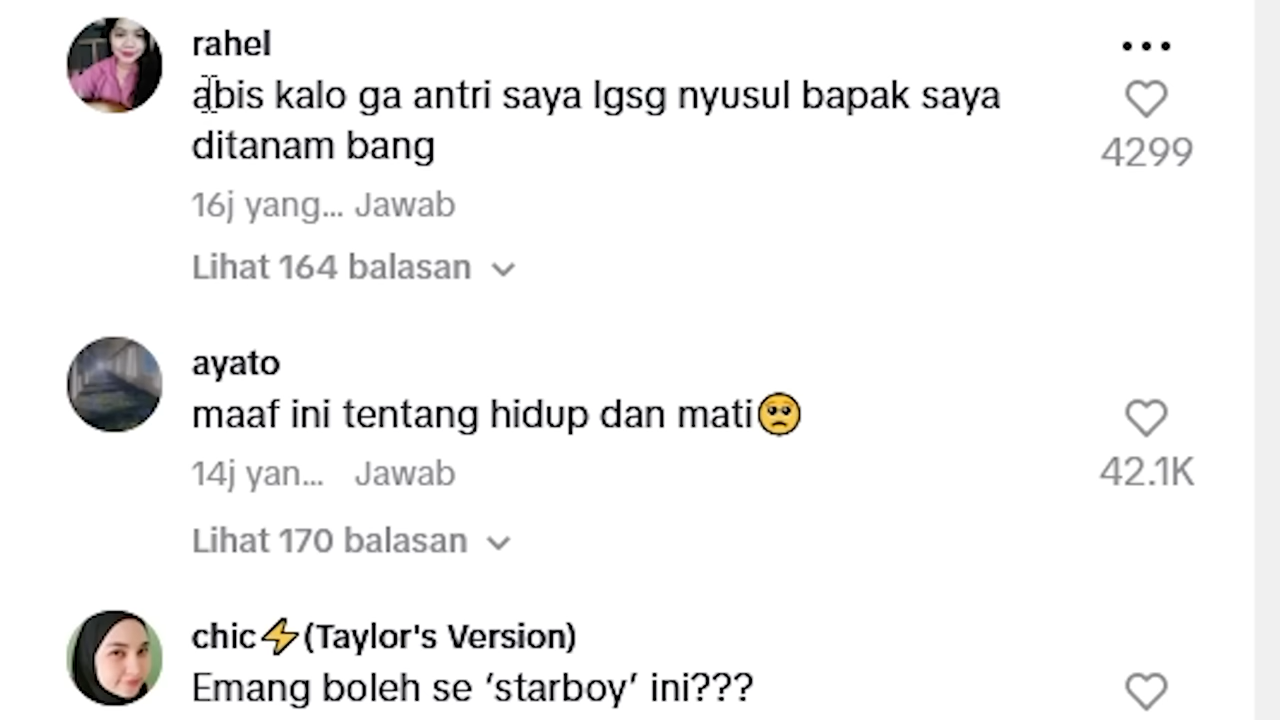 rahel
abis kalo ga antri saya lgsg nyusul bapak saya
ditanam bang
4299
16j yang... Jawab
Lihat 164 balasan
ayato
maaf ini tentang hidup dan mati🥺
42.1K
14j yan... Jawab
Lihat 170 balasan
chic⚡(Taylor's Version)
Emang boleh se ‘starboy’ ini???